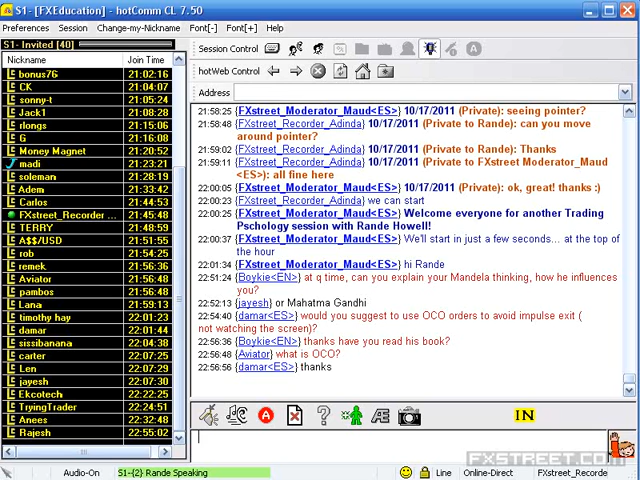 S1- [FXEducation] - hotComm CL 7.50
Preferences Session Change-my-Nickname Font[-] Font[+] Help
S1- Invited [40]
Nickname Join Time
bonus76 21:02:16
CK 21:04:07
sonny-t 21:05:24
Jack1 21:08:28
rlongs 21:15:06
G 21:16:18
Money Magnet 21:20:52
madi 21:23:21
soleman 21:28:19
Adem 21:33:42
Carlos 21:44:53
FXstreet_Recorder ... 21:45:48
TERRY 21:48:59
A$$/USD 21:51:55
rob 21:54:25
remek 21:56:36
Aviator 21:56:48
pambos 21:56:48
Lana 21:59:13
timothy hay 22:01:23
damar 22:01:44
sissibanana 22:04:38
carter 22:07:25
Len 22:07:29
jayesh 22:07:30
Ekcotech 22:22:25
TryingTrader 22:24:51
Anees 22:32:48
Rajesh 22:55:02
Session Control
hotWeb Control
Address
21:58:25 {FXstreet_Moderator_Maud<ES>} 10/17/2011 (Private): seeing pointer?
21:58:48 {FXstreet_Recorder_Adinda} 10/17/2011 (Private to Rande): can you move
around pointer?
21:59:02 {FXstreet_Recorder_Adinda} 10/17/2011 (Private to Rande): Thanks
21:59:11 {FXstreet_Recorder_Adinda} 10/17/2011 (Private to FXstreet Moderator_Maud
<ES>): all fine here
22:00:05 {FXstreet_Moderator_Maud<ES>} 10/17/2011 (Private): ok, great! thanks :)
22:00:23 {FXstreet_Recorder_Adinda} we can start
22:00:25 {FXstreet_Moderator_Maud<ES>} Welcome everyone for another Trading
Pschology session with Rande Howell!
22:00:37 {FXstreet_Moderator_Maud<ES>} We'll start in just a few seconds... at the top of
the hour
22:01:34 {FXstreet_Moderator_Maud<ES>} hi Rande
22:51:24 {Boykie<EN>} at q time, can you explain your Mandela thinking, how he influences
you?
22:52:13 {jayesh} or Mahatma Gandhi
22:54:40 {damar<ES>} would you suggest to use OCO orders to avoid impulse exit (
not watching the screen)?
22:56:36 {Boykie<EN>} thanks have you read his book?
22:56:38 {Aviator} what is OCO?
22:56:56 {damar<ES>} thanks
IN
FXSTREET.COM
Audio-On S1-{2} Rande Speaking Line Online-Direct FXstreet_Recorde